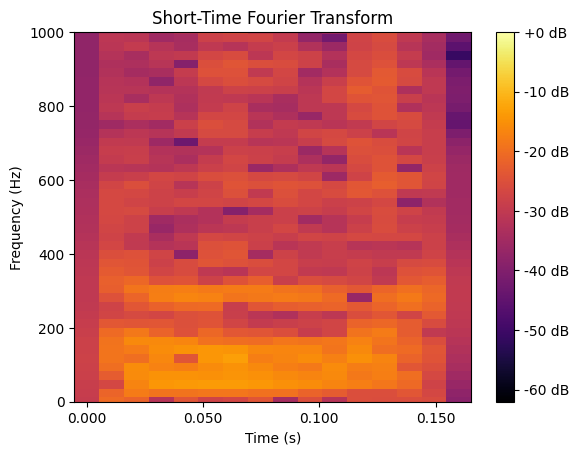 Short-Time Fourier Transform
1000
800
600
400
200
0
Frequency (Hz)
0.000
0.050
0.100
0.150
Time (s)
+0 dB
-10 dB
-20 dB
-30 dB
-40 dB
-50 dB
-60 dB